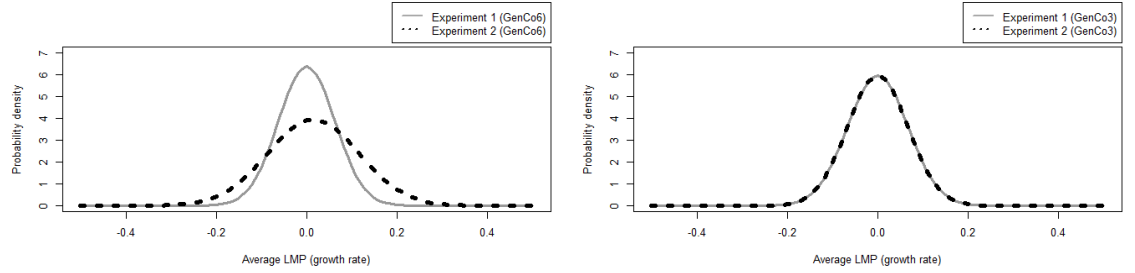 Experiment 1 (GenCo6)
Experiment 2 (GenCo6)
7
6
5
4
3
2
1
0
Probability density
-0.4 -0.2 0.0 0.2 0.4
Average LMP (growth rate)
Experiment 1 (GenCo3)
Experiment 2 (GenCo3)
7
6
5
4
3
2
1
0
Probability density
-0.4 -0.2 0.0 0.2 0.4
Average LMP (growth rate)